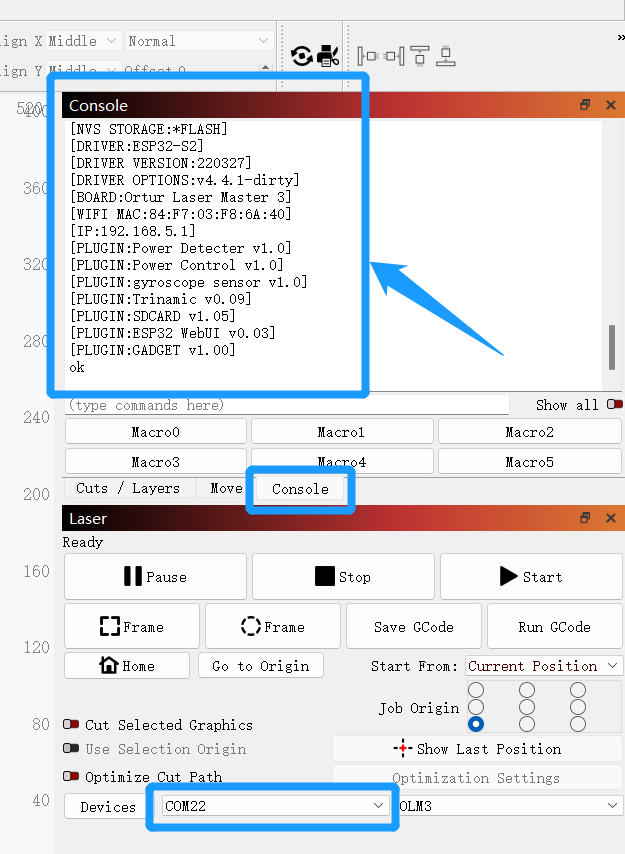 lign X Middle Normal
»
lign Y Middle Offset 0
Console
400
[NVS STORAGE:*FLASH]
[DRIVER:ESP32-S2]
[DRIVER VERSION:220327]
360
[DRIVER OPTIONS:v4.4.1-dirty]
[BOARD:Ortur Laser Master 3]
[WIFI MAC:84:F7:03:F8:6A:40]
[IP:192.168.5.1]
[PLUGIN:Power Detecter v1.0]
320
[PLUGIN:Power Control v1.0]
[PLUGIN:gyroscope sensor v1.0]
[PLUGIN:Trinamic v0.09]
[PLUGIN:SDCARD v1.05]
280
[PLUGIN:ESP32 WebUI v0.03]
[PLUGIN:GADGET v1.00]
ok
(type commands here) Show all
240
Macro0 Macro1 Macro2
Macro3 Macro4 Macro5
200
Cuts / Layers Move Console
Laser
Ready
160
Pause Stop Start
120
Frame Frame Save GCode Run GCode
Home Go to Origin Start From: Current Position
Job Origin
80
Cut Selected Graphics
Use Selection Origin Show Last Position
Optimize Cut Path Optimization Settings
40
Devices COM22 OLM3